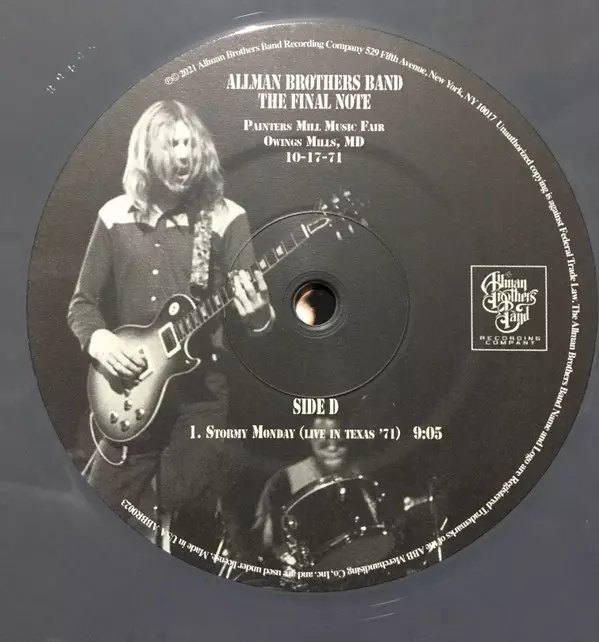 ℗© 2021 Allman Brothers Band Recording Company 529 Fifth Avenue, New York, NY 10017 Unauthorized copying is against Federal Trade Law. The Allman Brothers Band Name and Logo are Registered Trademarks of the ABB Merchandising Co, Inc. and are used under license. Made in USA ABBR0023
ALLMAN BROTHERS BAND
THE FINAL NOTE
PAINTERS MILL MUSIC FAIR
OWINGS MILLS, MD
10-17-71
The Allman
Brothers
Band
RECORDING
COMPANY
SIDE D
1. STORMY MONDAY (LIVE IN TEXAS '71) 9:05